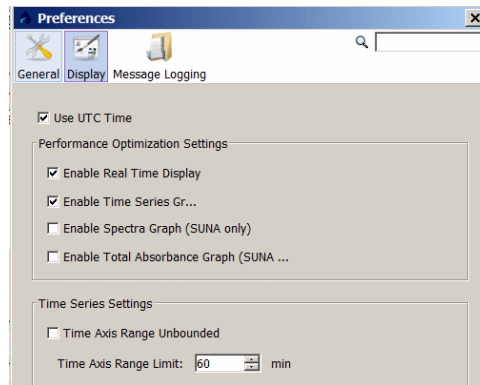 Preferences
General Display Message Logging
Use UTC Time
Performance Optimization Settings
Enable Real Time Display
Enable Time Series Gr...
Enable Spectra Graph (SUNA only)
Enable Total Absorbance Graph (SUNA ...
Time Series Settings
Time Axis Range Unbounded
Time Axis Range Limit: 60 min